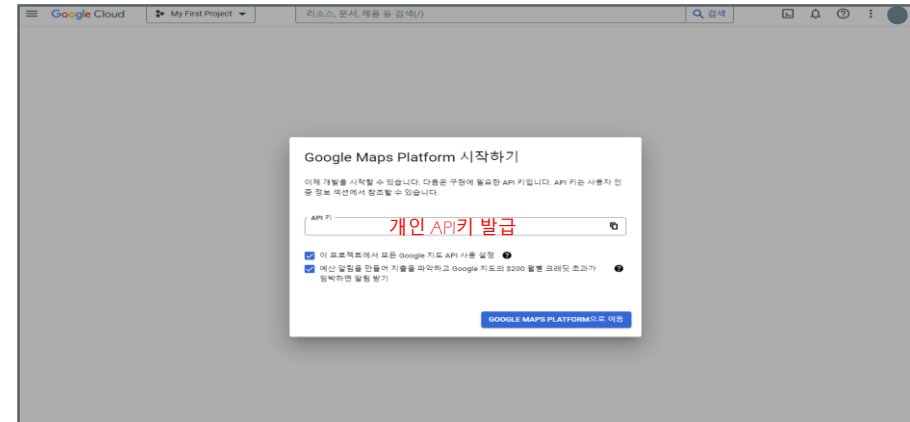 Google Cloud
My First Project
리소스, 문서, 제품 등 검색(/)
검색
Google Maps Platform 시작하기
이제 개발을 시작할 수 있습니다. 다음은 구현에 필요한 API 키입니다. API 키는 사용자 인
증 정보 섹션에서 참조할 수 있습니다.
API 키
개인 API키 발급
이 프로젝트에서 모든 Google 지도 API 사용 설정
예산 알림을 만들어 지출을 파악하고 Google 지도의 $200 월별 크레딧 초과가
임박하면 알림 받기
GOOGLE MAPS PLATFORM으로 이동